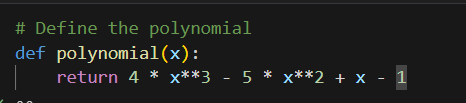 # Define the polynomial
def polynomial(x):
    return 4 * x**3 - 5 * x**2 + x - 1